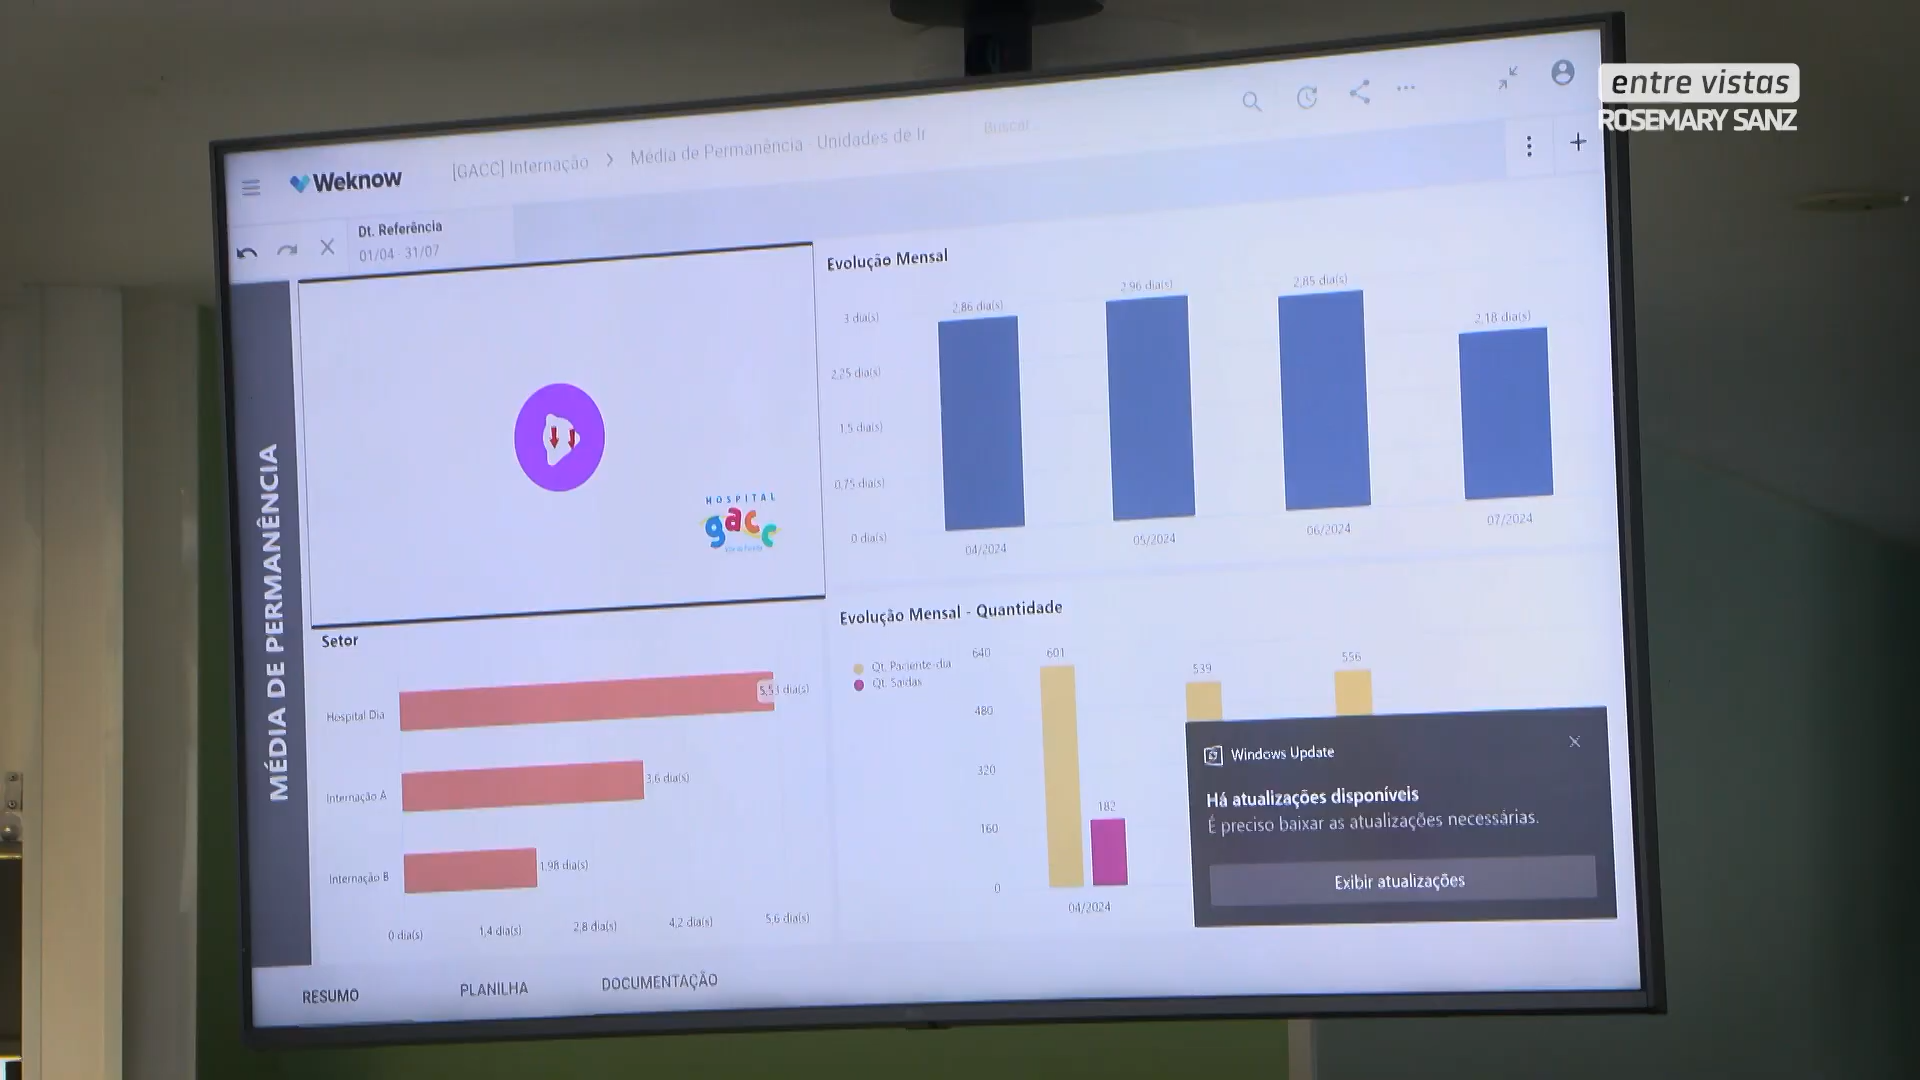 entre vistas
ROSEMARY SANZ
Weknow
[GACC] Internação > Média de Permanência - Unidades de Ir
Buscar
Dt. Referência
01/04 - 31/07
MÉDIA DE PERMANÊNCIA
HOSPITAL
gacc
Evolução Mensal
3 dia(s)
2,25 dia(s)
1,5 dia(s)
0,75 dia(s)
0 dia(s)
2,86 dia(s)
2,96 dia(s)
2,85 dia(s)
2,18 dia(s)
04/2024
05/2024
06/2024
07/2024
Setor
Hospital Dia
5,53 dia(s)
Internação A
3,6 dia(s)
Internação B
1,98 dia(s)
0 dia(s)
1,4 dia(s)
2,8 dia(s)
4,2 dia(s)
5,6 dia(s)
Evolução Mensal - Quantidade
Qt. Paciente-dia
Qt. Saídas
640
480
320
160
0
601
182
539
556
04/2024
Windows Update
Há atualizações disponíveis
É preciso baixar as atualizações necessárias.
Exibir atualizações
RESUMO
PLANILHA
DOCUMENTAÇÃO